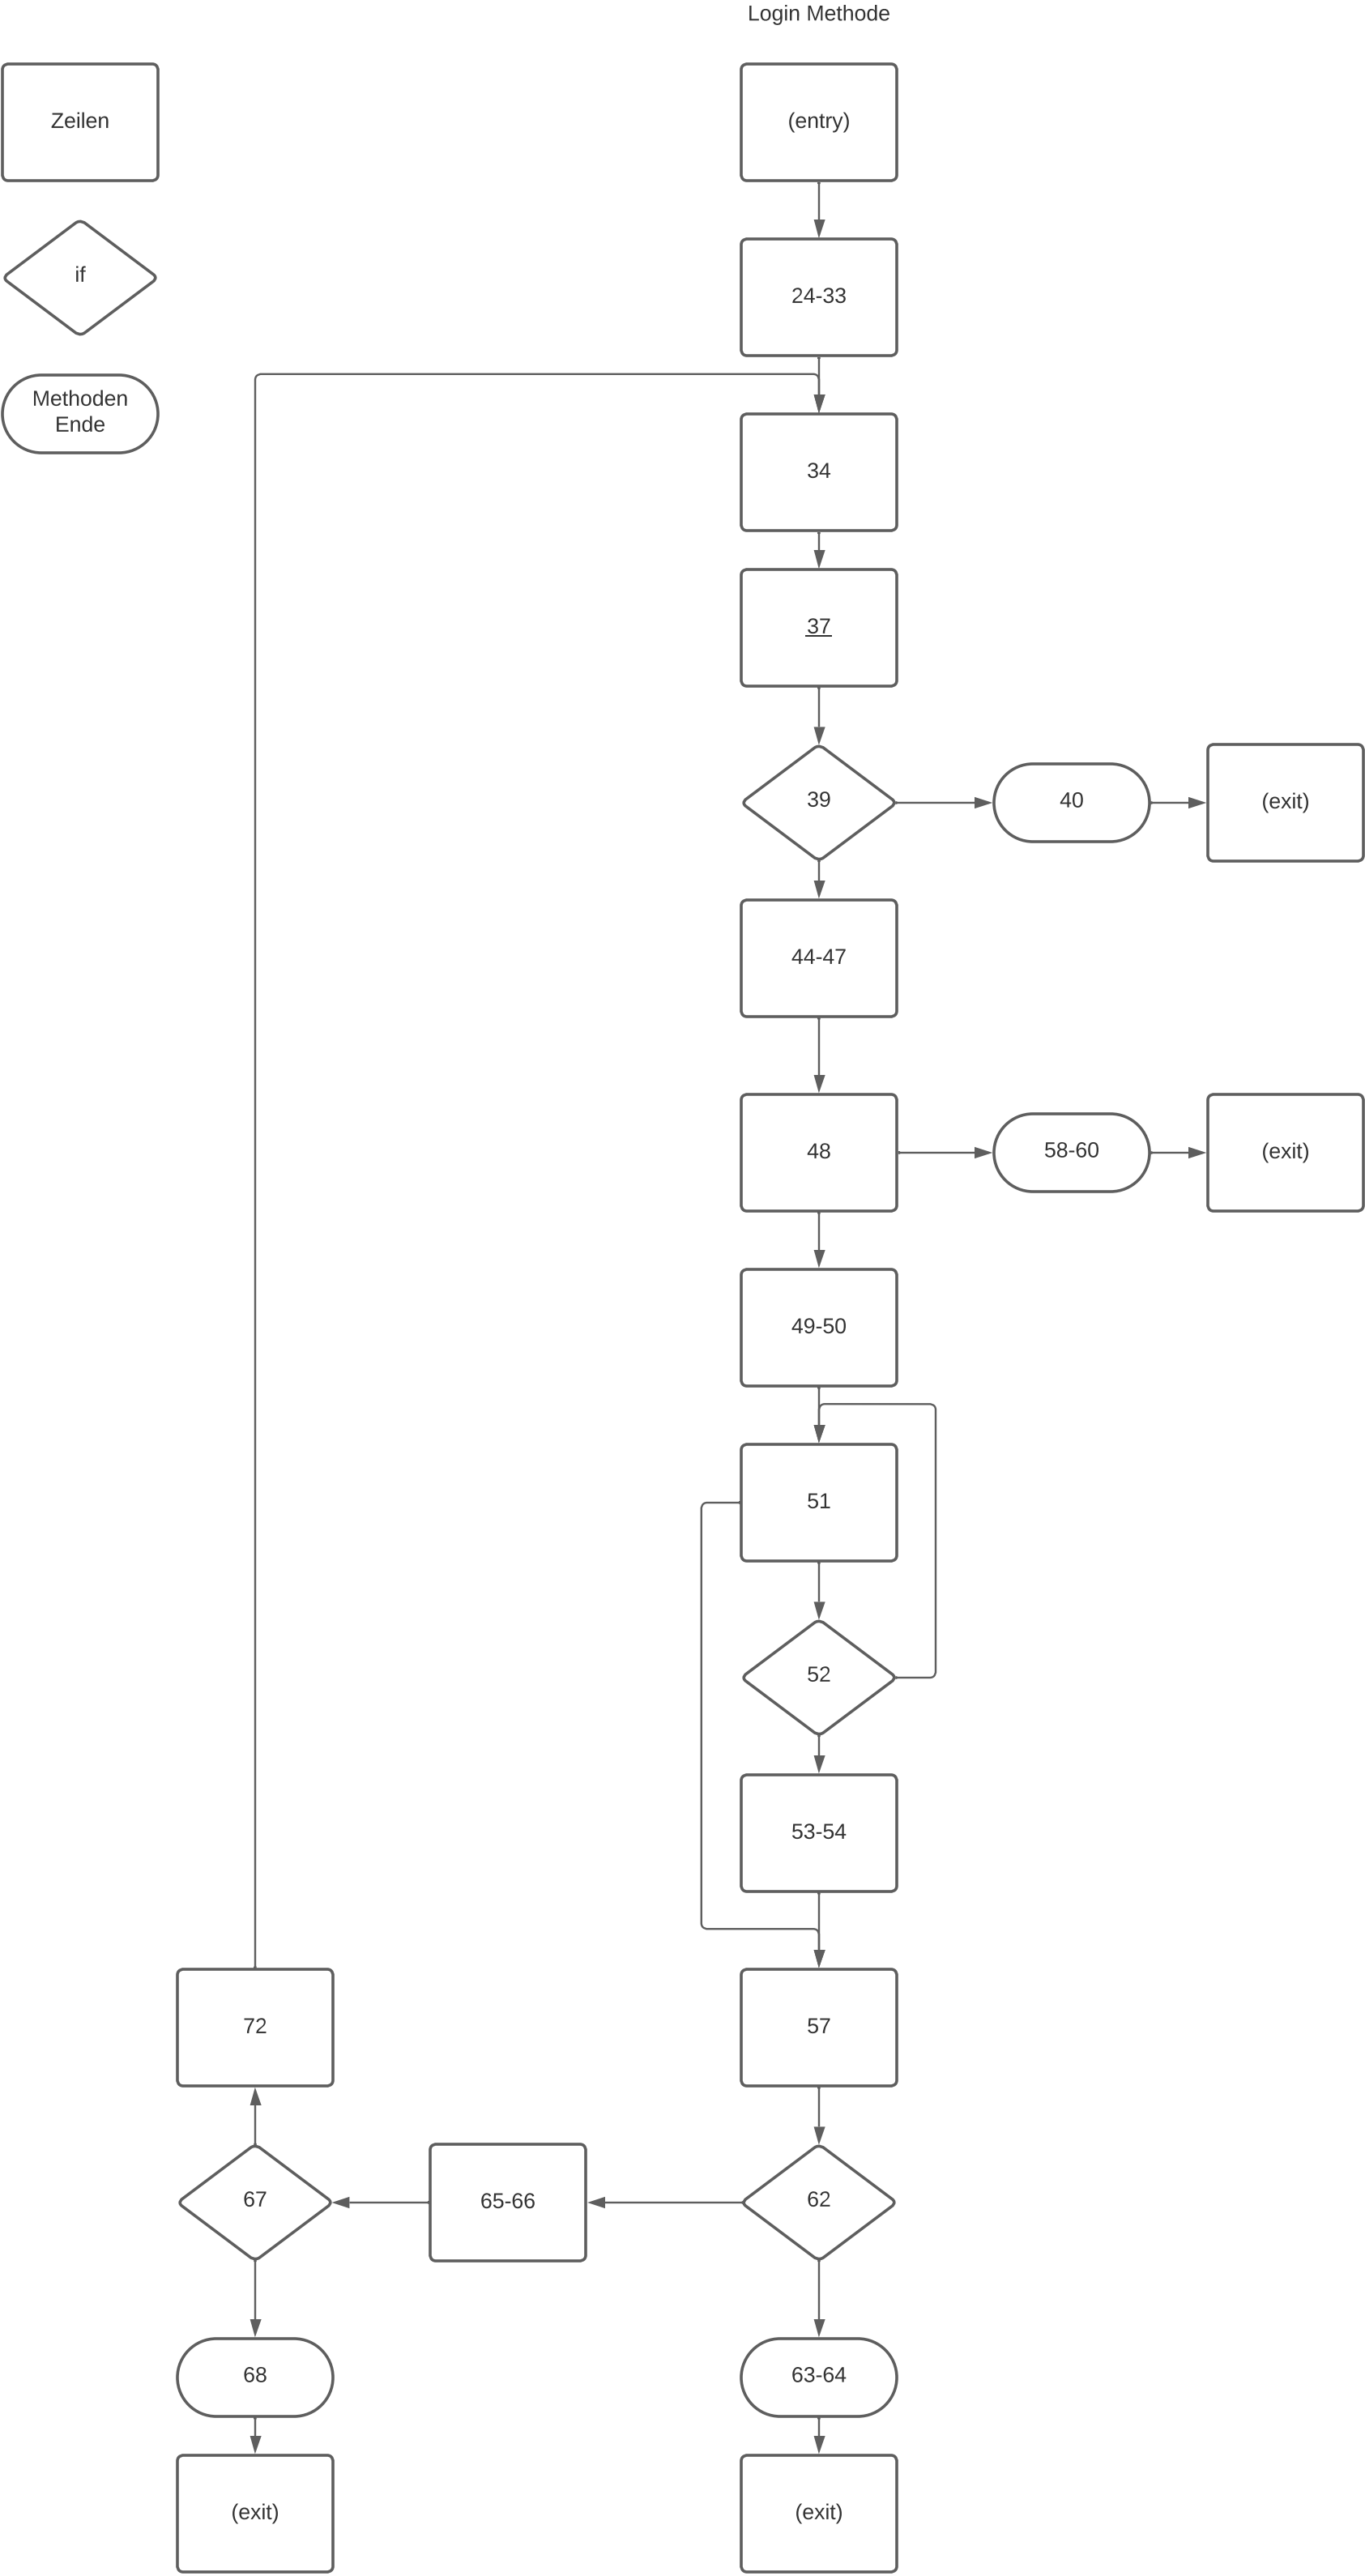 Login Methode
Zeilen
(entry)
if
24-33
Methoden
Ende
34
37
39
40
(exit)
44-47
48
58-60
(exit)
49-50
51
52
53-54
72
57
67
65-66
62
68
63-64
(exit)
(exit)